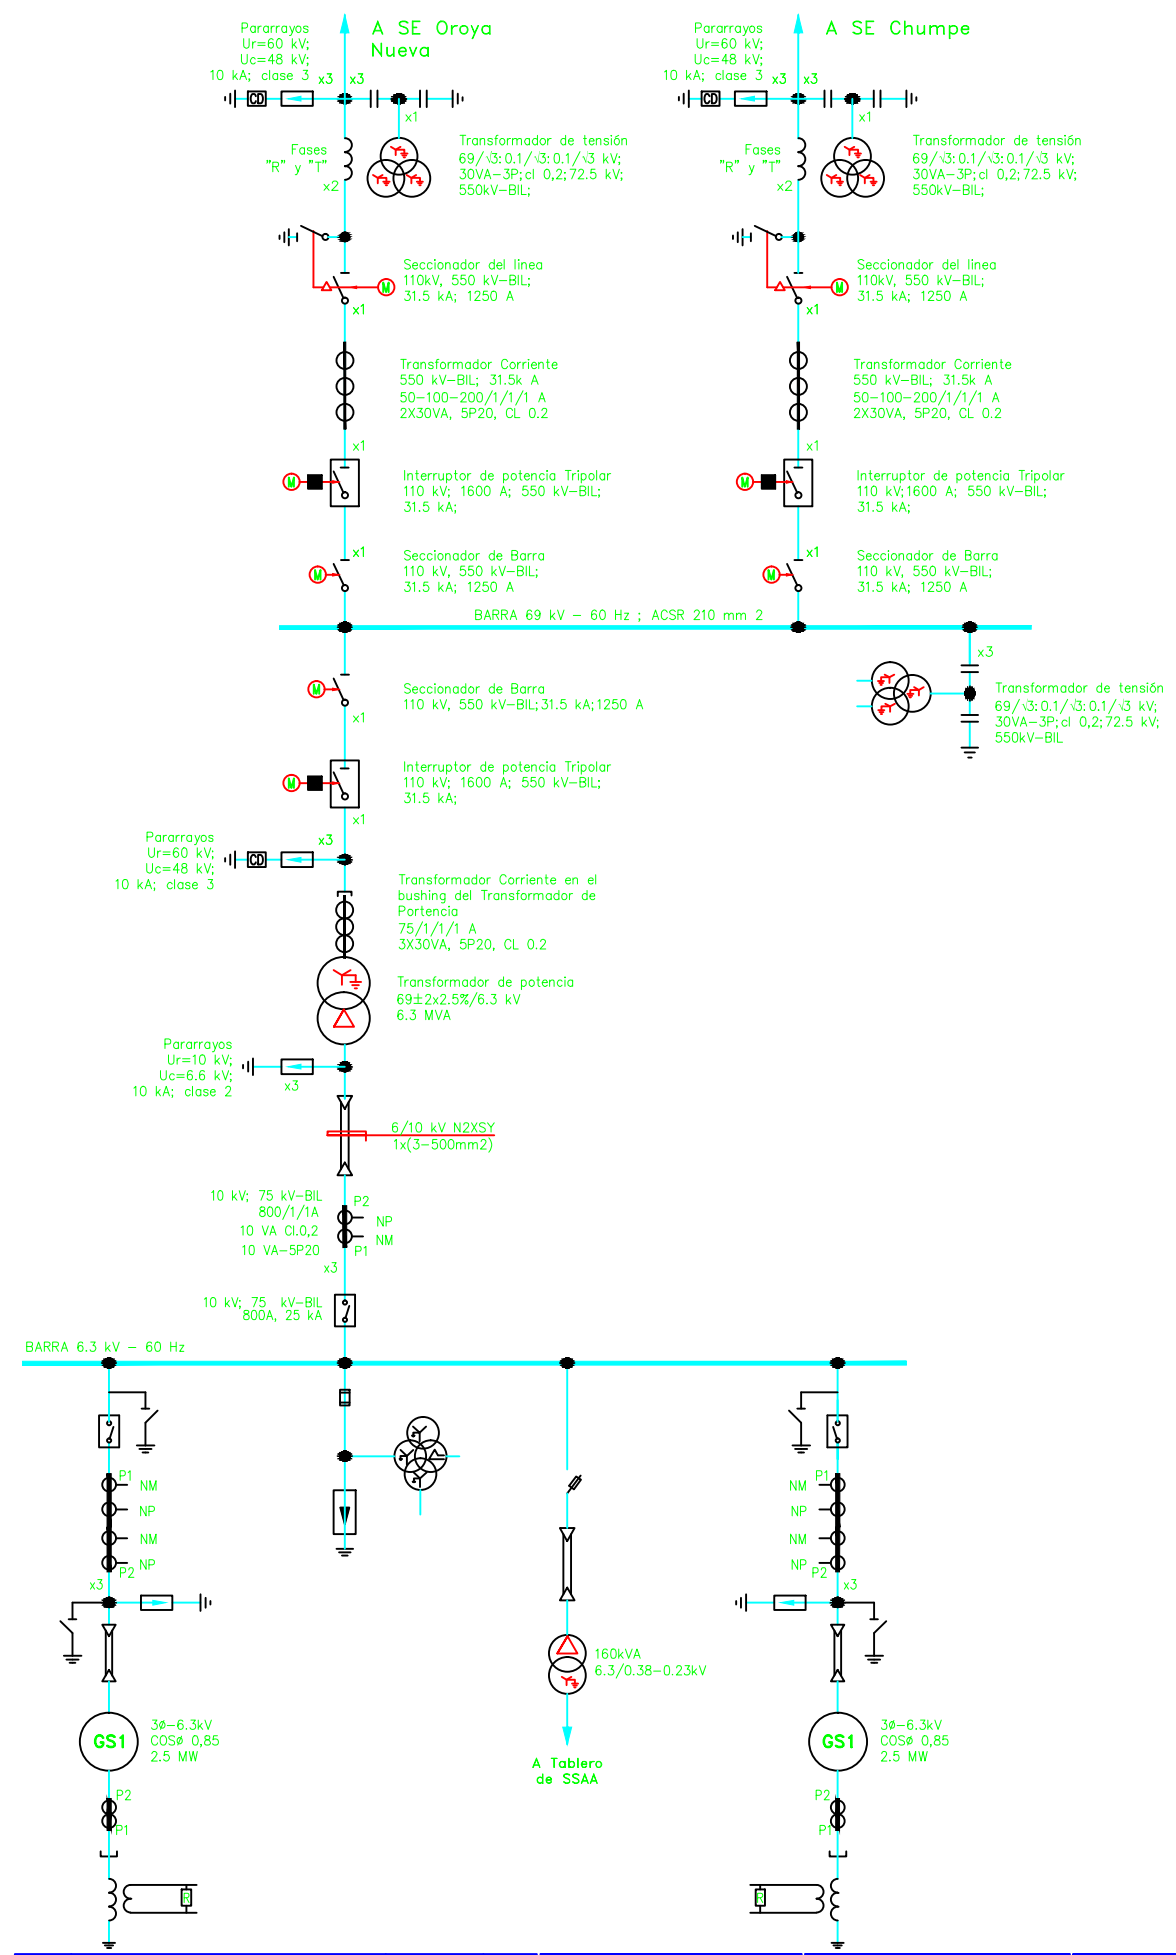 Pararrayos
Ur=60 kV;
Uc=48 kV;
10 kA; clase 3
x3
x3
A SE Oroya
Nueva
CD
x1
Fases
"R" y "T"
x2
Transformador de tensión
69/√3:0.1/√3:0.1/√3 kV;
30VA-3P;cl 0,2;72.5 kV;
550kV-BIL;
Pararrayos
Ur=60 kV;
Uc=48 kV;
10 kA; clase 3
x3
x3
A SE Chumpe
CD
x1
Fases
"R" y "T"
x2
Transformador de tensión
69/√3:0.1/√3:0.1/√3 kV;
30VA-3P;cl 0,2;72.5 kV;
550kV-BIL;
M
x1
Seccionador del linea
110kV, 550 kV-BIL;
31.5 kA; 1250 A
M
x1
Seccionador del linea
110kV, 550 kV-BIL;
31.5 kA; 1250 A
Transformador Corriente
550 kV-BIL; 31.5k A
50-100-200/1/1/1 A
2X30VA, 5P20, CL 0.2
x1
Transformador Corriente
550 kV-BIL; 31.5k A
50-100-200/1/1/1 A
2X30VA, 5P20, CL 0.2
x1
M
Interruptor de potencia Tripolar
110 kV; 1600 A; 550 kV-BIL;
31.5 kA;
M
Interruptor de potencia Tripolar
110 kV;1600 A; 550 kV-BIL;
31.5 kA;
x1
M
Seccionador de Barra
110 kV, 550 kV-BIL;
31.5 kA; 1250 A
x1
M
Seccionador de Barra
110 kV, 550 kV-BIL;
31.5 kA; 1250 A
BARRA 69 kV - 60 Hz ; ACSR 210 mm 2
x3
Transformador de tensión
69/√3:0.1/√3:0.1/√3 kV;
30VA-3P;cl 0,2;72.5 kV;
550kV-BIL
M
x1
Seccionador de Barra
110 kV, 550 kV-BIL;31.5 kA;1250 A
M
x1
Interruptor de potencia Tripolar
110 kV; 1600 A; 550 kV-BIL;
31.5 kA;
Pararrayos
Ur=60 kV;
Uc=48 kV;
10 kA; clase 3
x3
CD
Transformador Corriente en el
bushing del Transformador de
Portencia
75/1/1/1 A
3X30VA, 5P20, CL 0.2
Transformador de potencia
69±2x2.5%/6.3 kV
6.3 MVA
Pararrayos
Ur=10 kV;
Uc=6.6 kV;
10 kA; clase 2
x3
6/10 kV N2XSY
1x(3-500mm2)
10 kV; 75 kV-BIL
800/1/1A
10 VA Cl.0,2
10 VA-5P20
P2
NP
NM
P1
x3
10 kV; 75 kV-BIL
800A, 25 kA
BARRA 6.3 kV - 60 Hz
P1
NM
NP
NM
NP
P2
x3
P1
NM
NP
NM
NP
P2
x3
160kVA
6.3/0.38-0.23kV
A Tablero
de SSAA
GS1
3ø-6.3kV
COSø 0,85
2.5 MW
GS1
3ø-6.3kV
COSø 0,85
2.5 MW
P2
P1
P2
P1
R
R